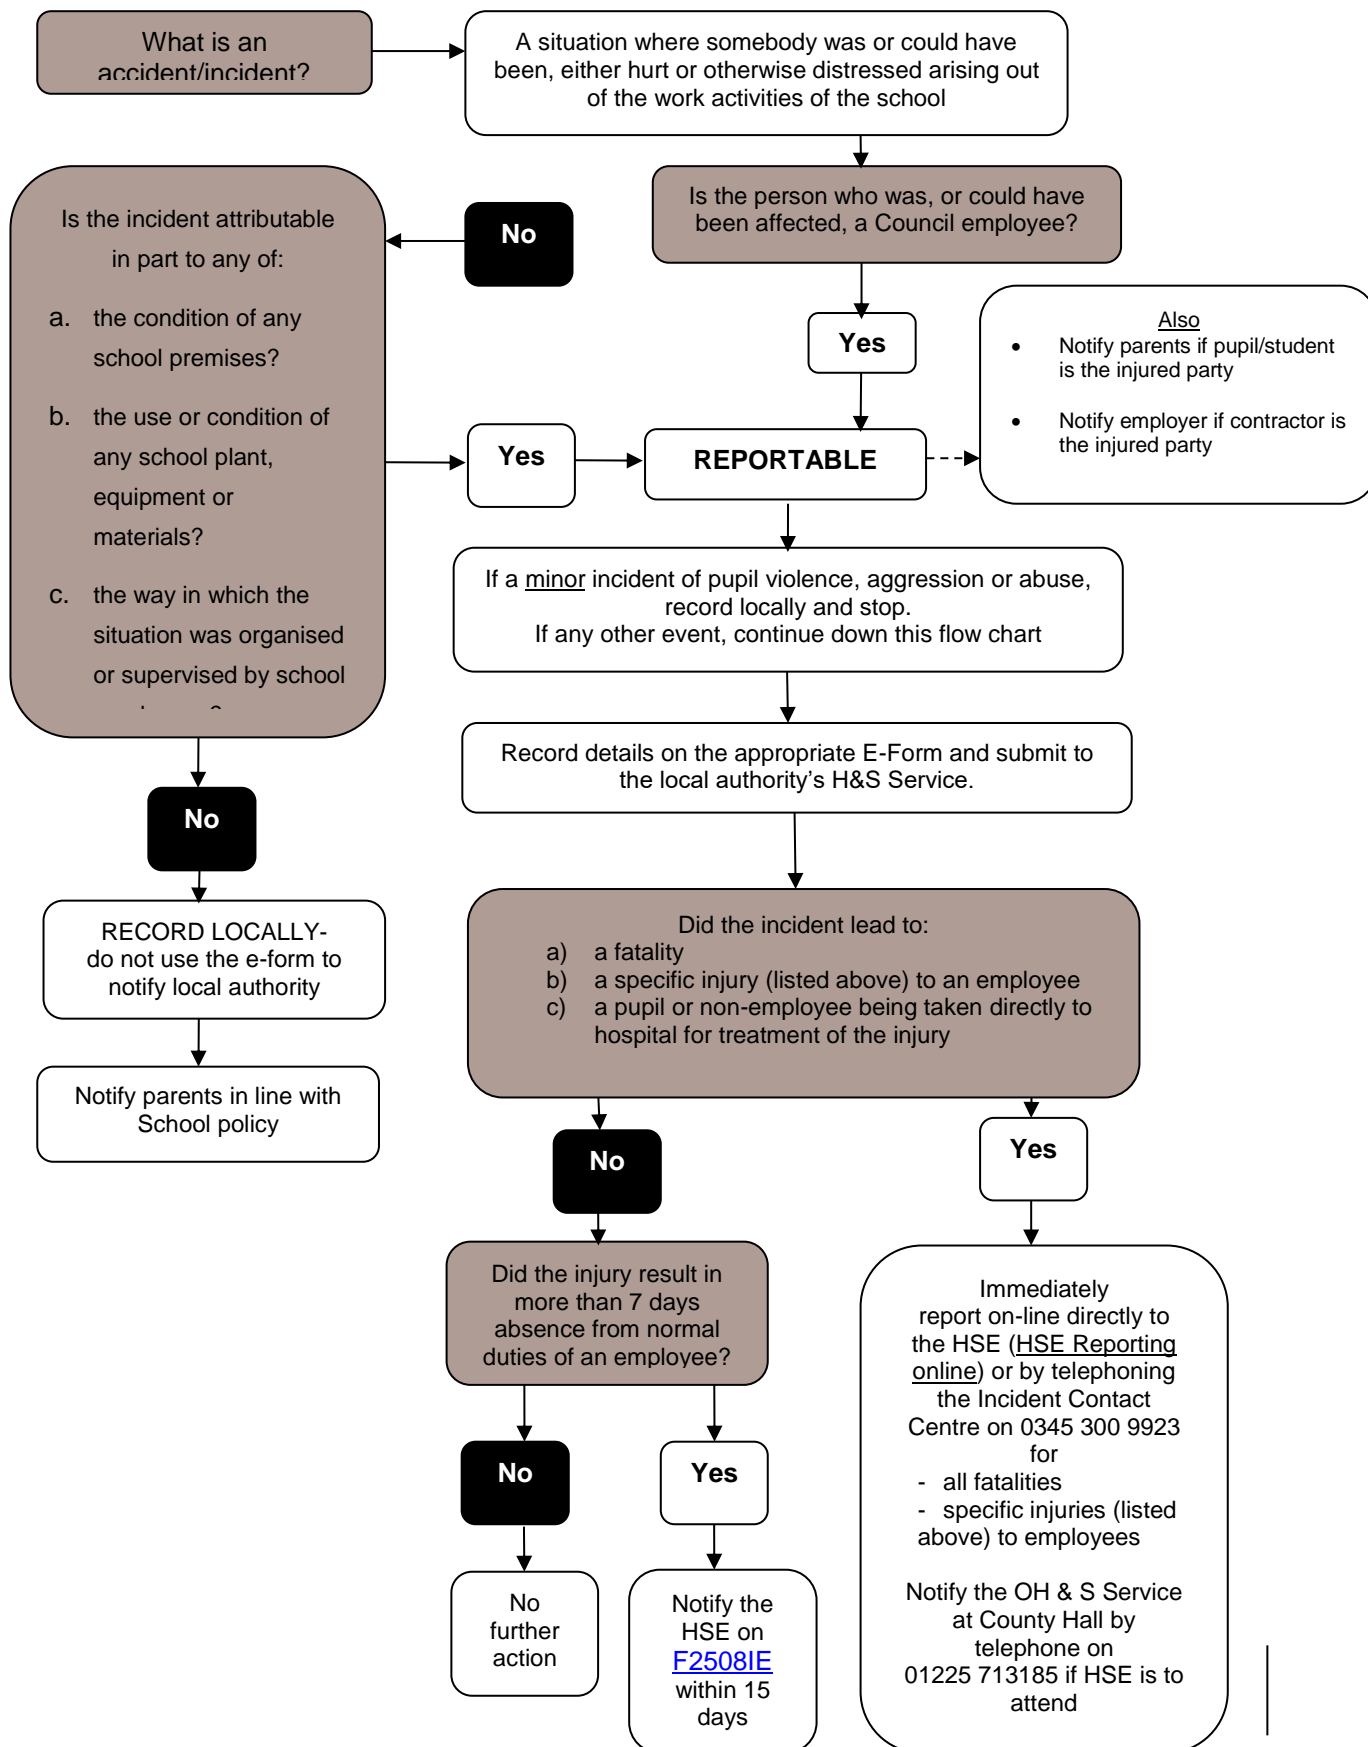 What is an
accident/incident?
A situation where somebody was or could have
been, either hurt or otherwise distressed arising out
of the work activities of the school
Is the person who was, or could have
been affected, a Council employee?
No
Is the incident attributable
in part to any of:
a. the condition of any
school premises?
b. the use or condition of
any school plant,
equipment or
materials?
c. the way in which the
situation was organised
or supervised by school
Yes
Also
• Notify parents if pupil/student
is the injured party
• Notify employer if contractor is
the injured party
Yes
REPORTABLE
If a minor incident of pupil violence, aggression or abuse,
record locally and stop.
If any other event, continue down this flow chart
Record details on the appropriate E-Form and submit to
the local authority's H&S Service.
No
RECORD LOCALLY-
do not use the e-form to
notify local authority
Notify parents in line with
School policy
Did the incident lead to:
a) a fatality
b) a specific injury (listed above) to an employee
c) a pupil or non-employee being taken directly to
hospital for treatment of the injury
No
Yes
Did the injury result in
more than 7 days
absence from normal
duties of an employee?
Immediately
report on-line directly to
the HSE (HSE Reporting
online) or by telephoning
the Incident Contact
Centre on 0345 300 9923
for
- all fatalities
- specific injuries (listed
above) to employees
Notify the OH & S Service
at County Hall by
telephone on
01225 713185 if HSE is to
attend
No
Yes
No
further
action
Notify the
HSE on
F2508IE
within 15
days